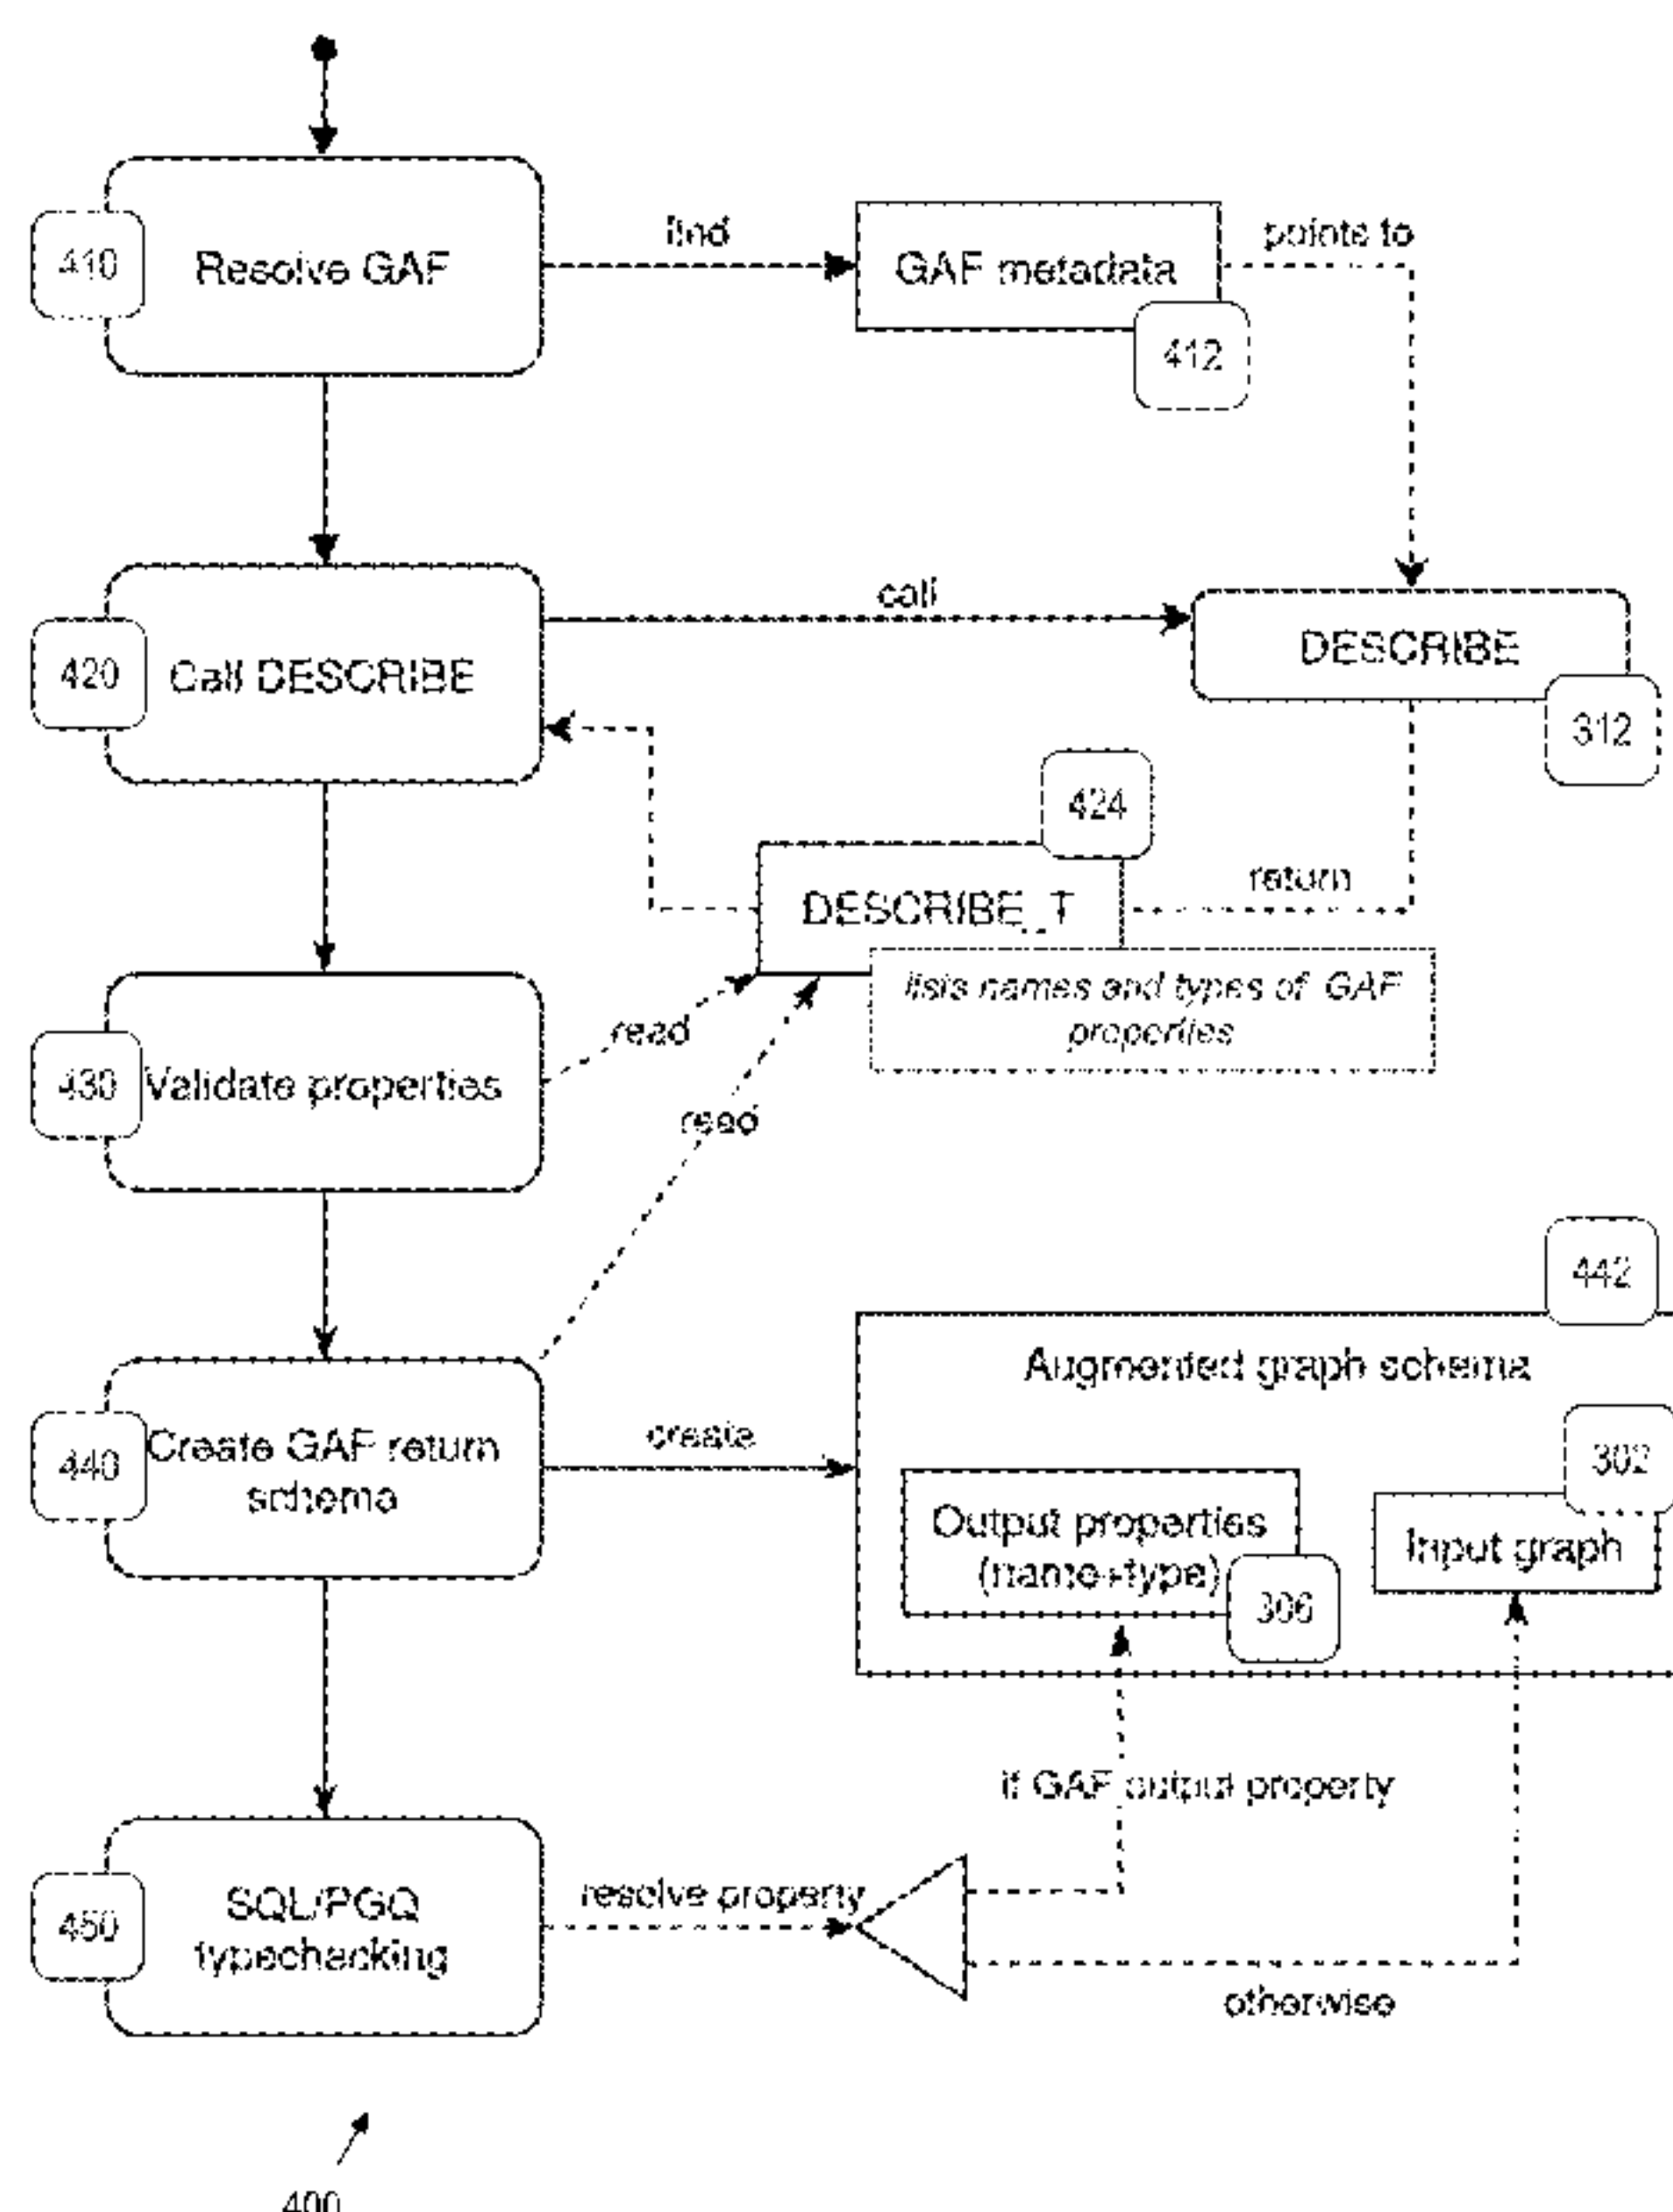 410
Resolve GAF
find
GAF metadata
points to
412
420
Call DESCRIBE
call
DESCRIBE
312
424
DESCRIBE_T
return
lists names and types of GAF
properties
430
Validate properties
read
read
442
Augmented graph schema
440
Create GAF return
schema
create
302
Output properties
(name+type)
306
Input graph
if GAF output property
450
SQL/PGQ
typechecking
resolve property
otherwise
400